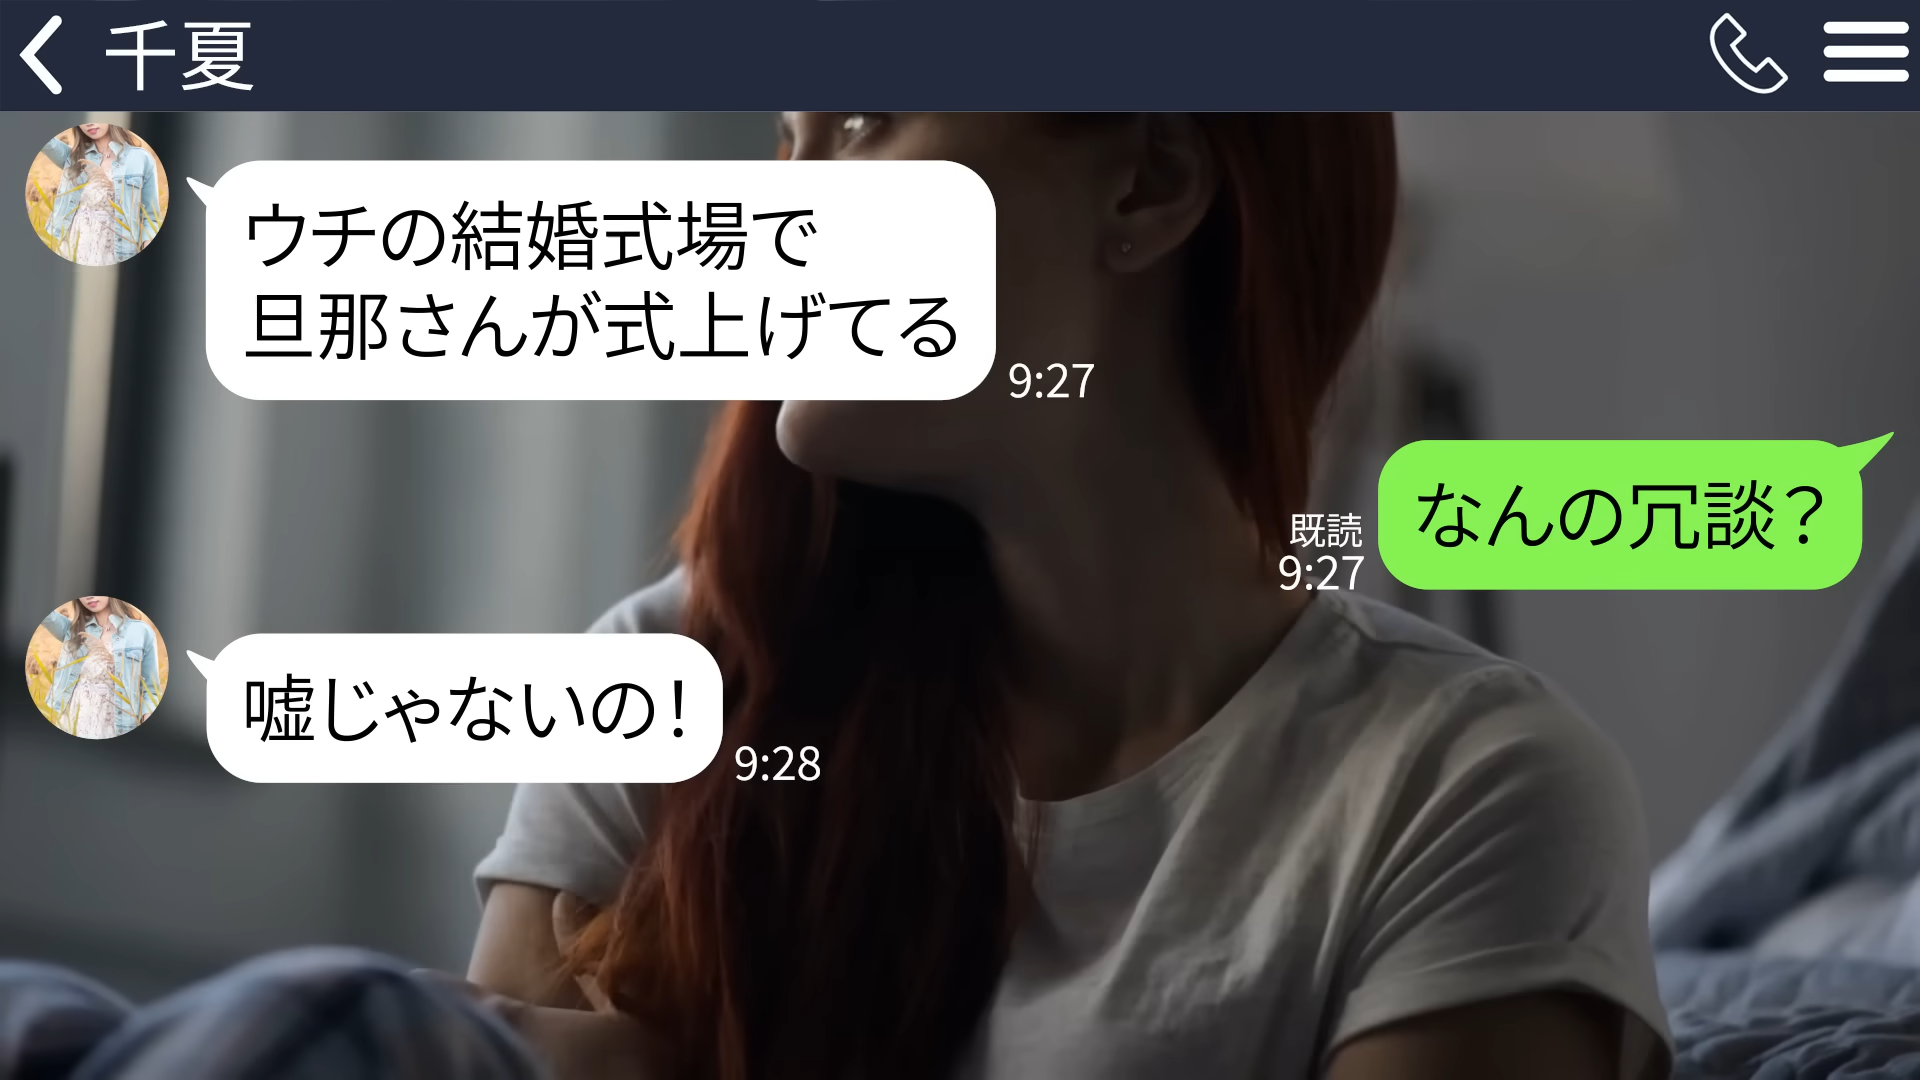 千夏
ウチの結婚式場で
旦那さんが式上げてる
9:27
なんの冗談？
既読
9:27
嘘じゃないの！
9:28